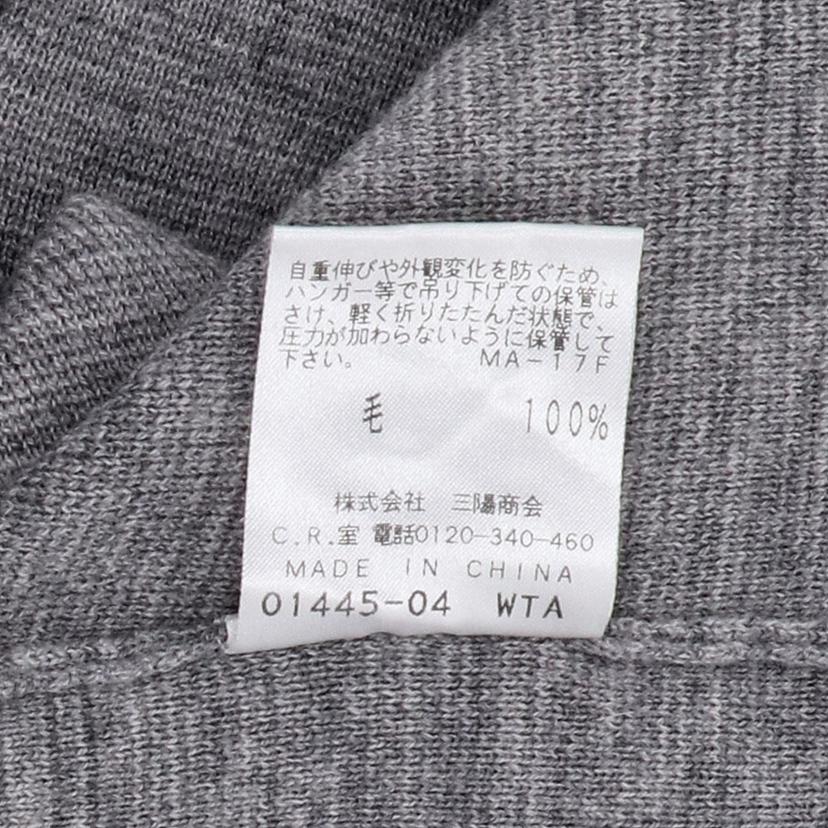 自重伸びや外観変化を防ぐため、
ハンガー等で吊り下げての保管は
さけ、軽く折りたたんだ状態で、
圧力が加わらないように保管して
下さい。 MA-17F
毛 100%
株式会社 三陽商会
C.R.室 電話0120-340-460
MADE IN CHINA
01445-04 WTA